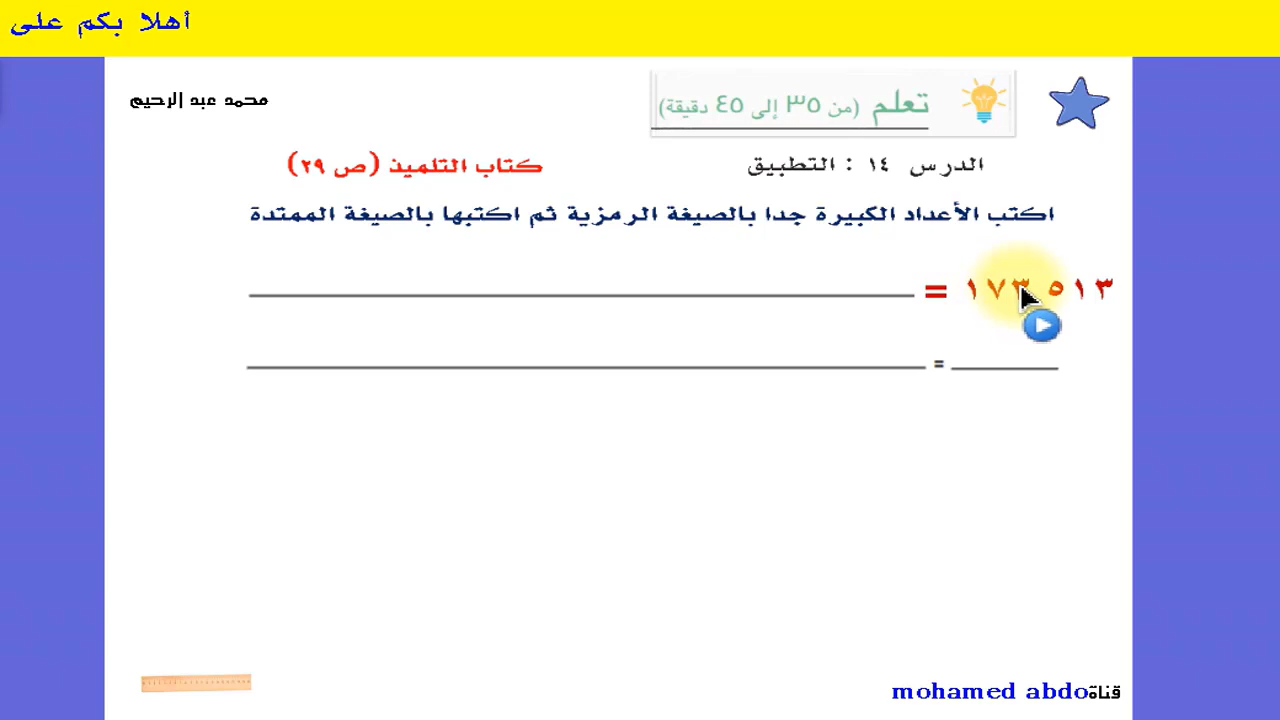 أهلا بكم على
محمد عبد الرحيم
تعلم (من ٣٥ إلى ٤٥ دقيقة)
الدرس ١٤ : التطبيق
كتاب التلميذ (ص ٢٩)
اكتب الأعداد الكبيرة جدا بالصيغة الرمزية ثم اكتبها بالصيغة الممتدة
١٧٣ ٥١٣ =
=
قناة mohamed abdo